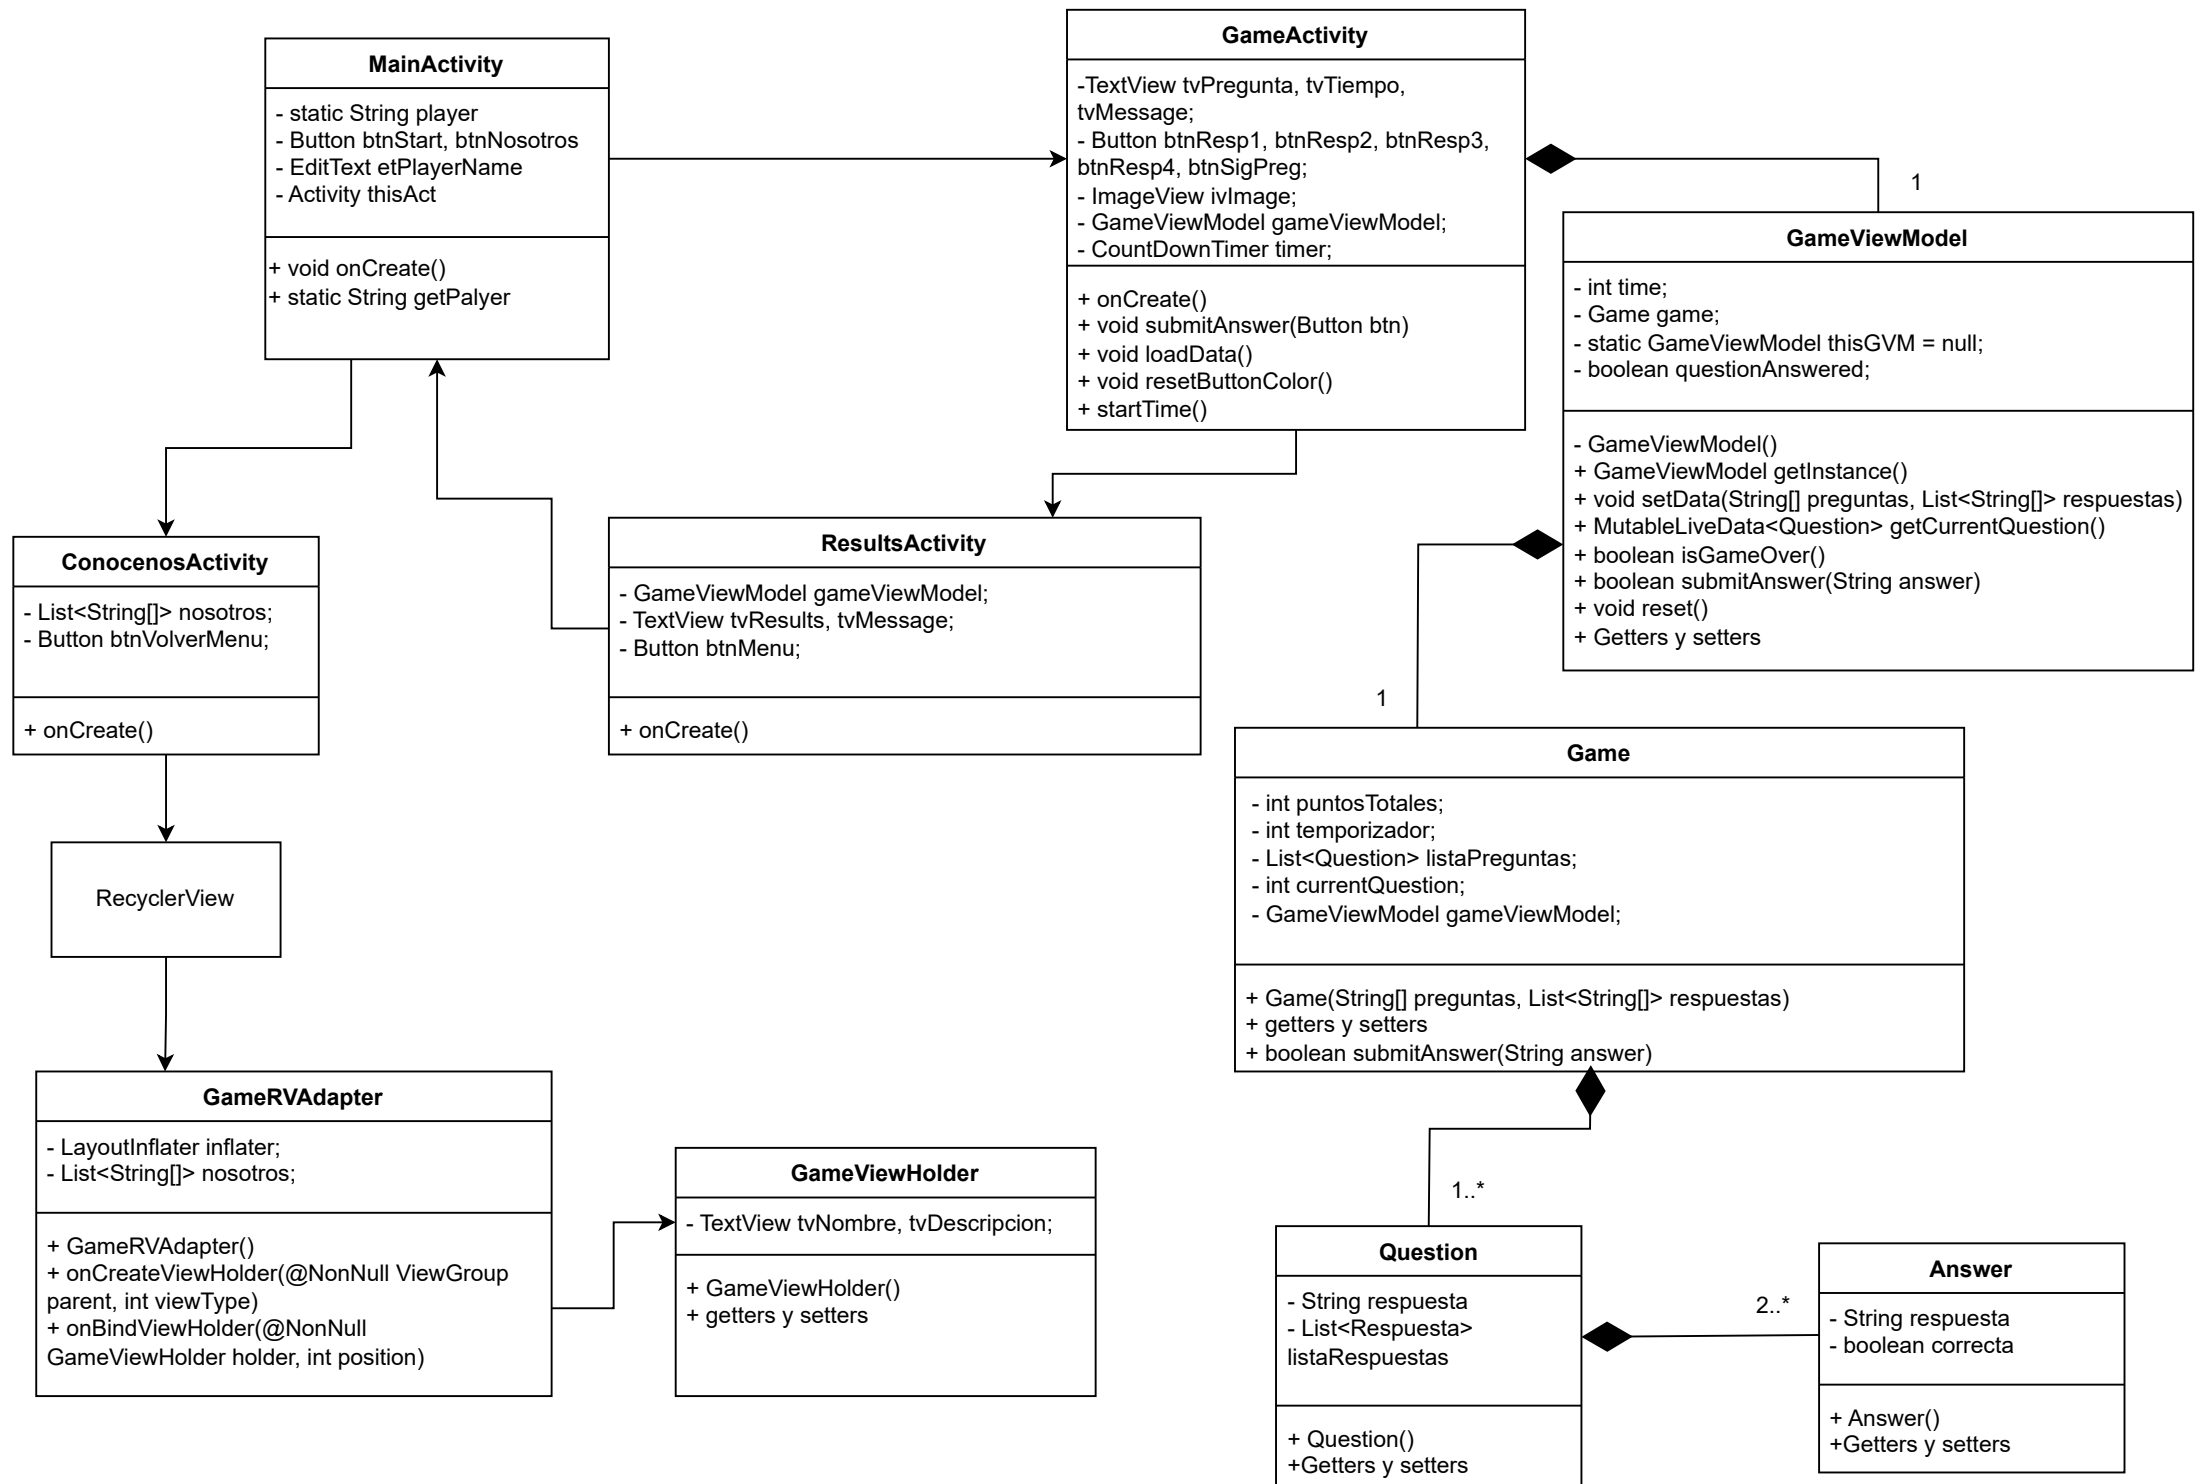 MainActivity
- static String player
- Button btnStart, btnNosotros
- EditText etPlayerName
- Activity thisAct
+ void onCreate()
+ static String getPalyer
GameActivity
-TextView tvPregunta, tvTiempo,
tvMessage;
- Button btnResp1, btnResp2, btnResp3,
btnResp4, btnSigPreg;
- ImageView ivImage;
- GameViewModel gameViewModel;
- CountDownTimer timer;
+ onCreate()
+ void submitAnswer(Button btn)
+ void loadData()
+ void resetButtonColor()
+ startTime()
1
GameViewModel
- int time;
- Game game;
- static GameViewModel thisGVM = null;
- boolean questionAnswered;
- GameViewModel()
+ GameViewModel getInstance()
+ void setData(String[] preguntas, List<String[]> respuestas)
+ MutableLiveData<Question> getCurrentQuestion()
+ boolean isGameOver()
+ boolean submitAnswer(String answer)
+ void reset()
+ Getters y setters
ConocenosActivity
- List<String[]> nosotros;
- Button btnVolverMenu;
+ onCreate()
ResultsActivity
- GameViewModel gameViewModel;
- TextView tvResults, tvMessage;
- Button btnMenu;
+ onCreate()
1
Game
- int puntosTotales;
- int temporizador;
- List<Question> listaPreguntas;
- int currentQuestion;
- GameViewModel gameViewModel;
+ Game(String[] preguntas, List<String[]> respuestas)
+ getters y setters
+ boolean submitAnswer(String answer)
RecyclerView
GameRVAdapter
- LayoutInflater inflater;
- List<String[]> nosotros;
+ GameRVAdapter()
+ onCreateViewHolder(@NonNull ViewGroup
parent, int viewType)
+ onBindViewHolder(@NonNull
GameViewHolder holder, int position)
GameViewHolder
- TextView tvNombre, tvDescripcion;
+ GameViewHolder()
+ getters y setters
1..*
Question
- String respuesta
- List<Respuesta>
listaRespuestas
+ Question()
+Getters y setters
2..*
Answer
- String respuesta
- boolean correcta
+ Answer()
+Getters y setters